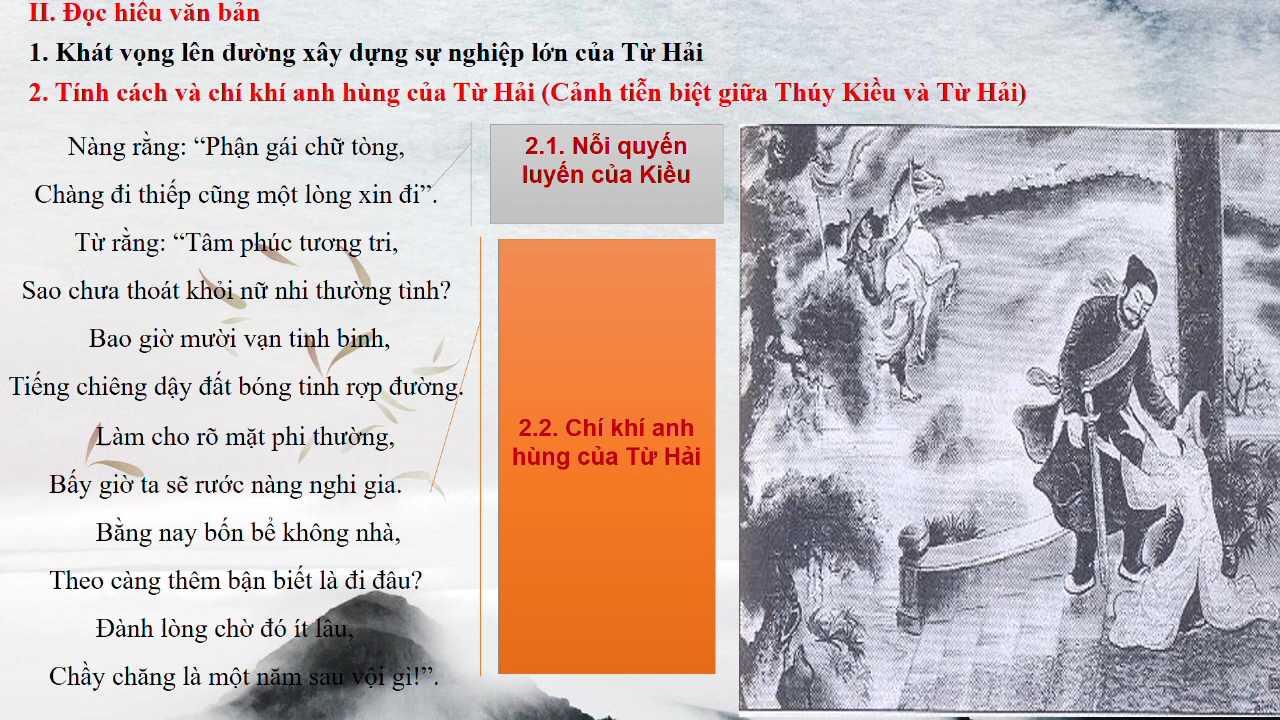 II. Đọc hiểu văn bản
1. Khát vọng lên đường xây dựng sự nghiệp lớn của Từ Hải
2. Tính cách và chí khí anh hùng của Từ Hải (Cảnh tiễn biệt giữa Thúy Kiều và Từ Hải)
Nàng rằng: “Phận gái chữ tòng,
Chàng đi thiếp cũng một lòng xin đi”.
Từ rằng: “Tâm phúc tương tri,
Sao chưa thoát khỏi nữ nhi thường tình?
Bao giờ mười vạn tinh binh,
Tiếng chiêng dậy đất bóng tinh rợp đường.
Làm cho rõ mặt phi thường,
Bấy giờ ta sẽ rước nàng nghi gia.
Bằng nay bốn bể không nhà,
Theo càng thêm bận biết là đi đâu?
Đành lòng chờ đó ít lâu,
Chầy chăng là một năm sau vội gì!”.
2.1. Nỗi quyến
luyến của Kiều
2.2. Chí khí anh
hùng của Từ Hải